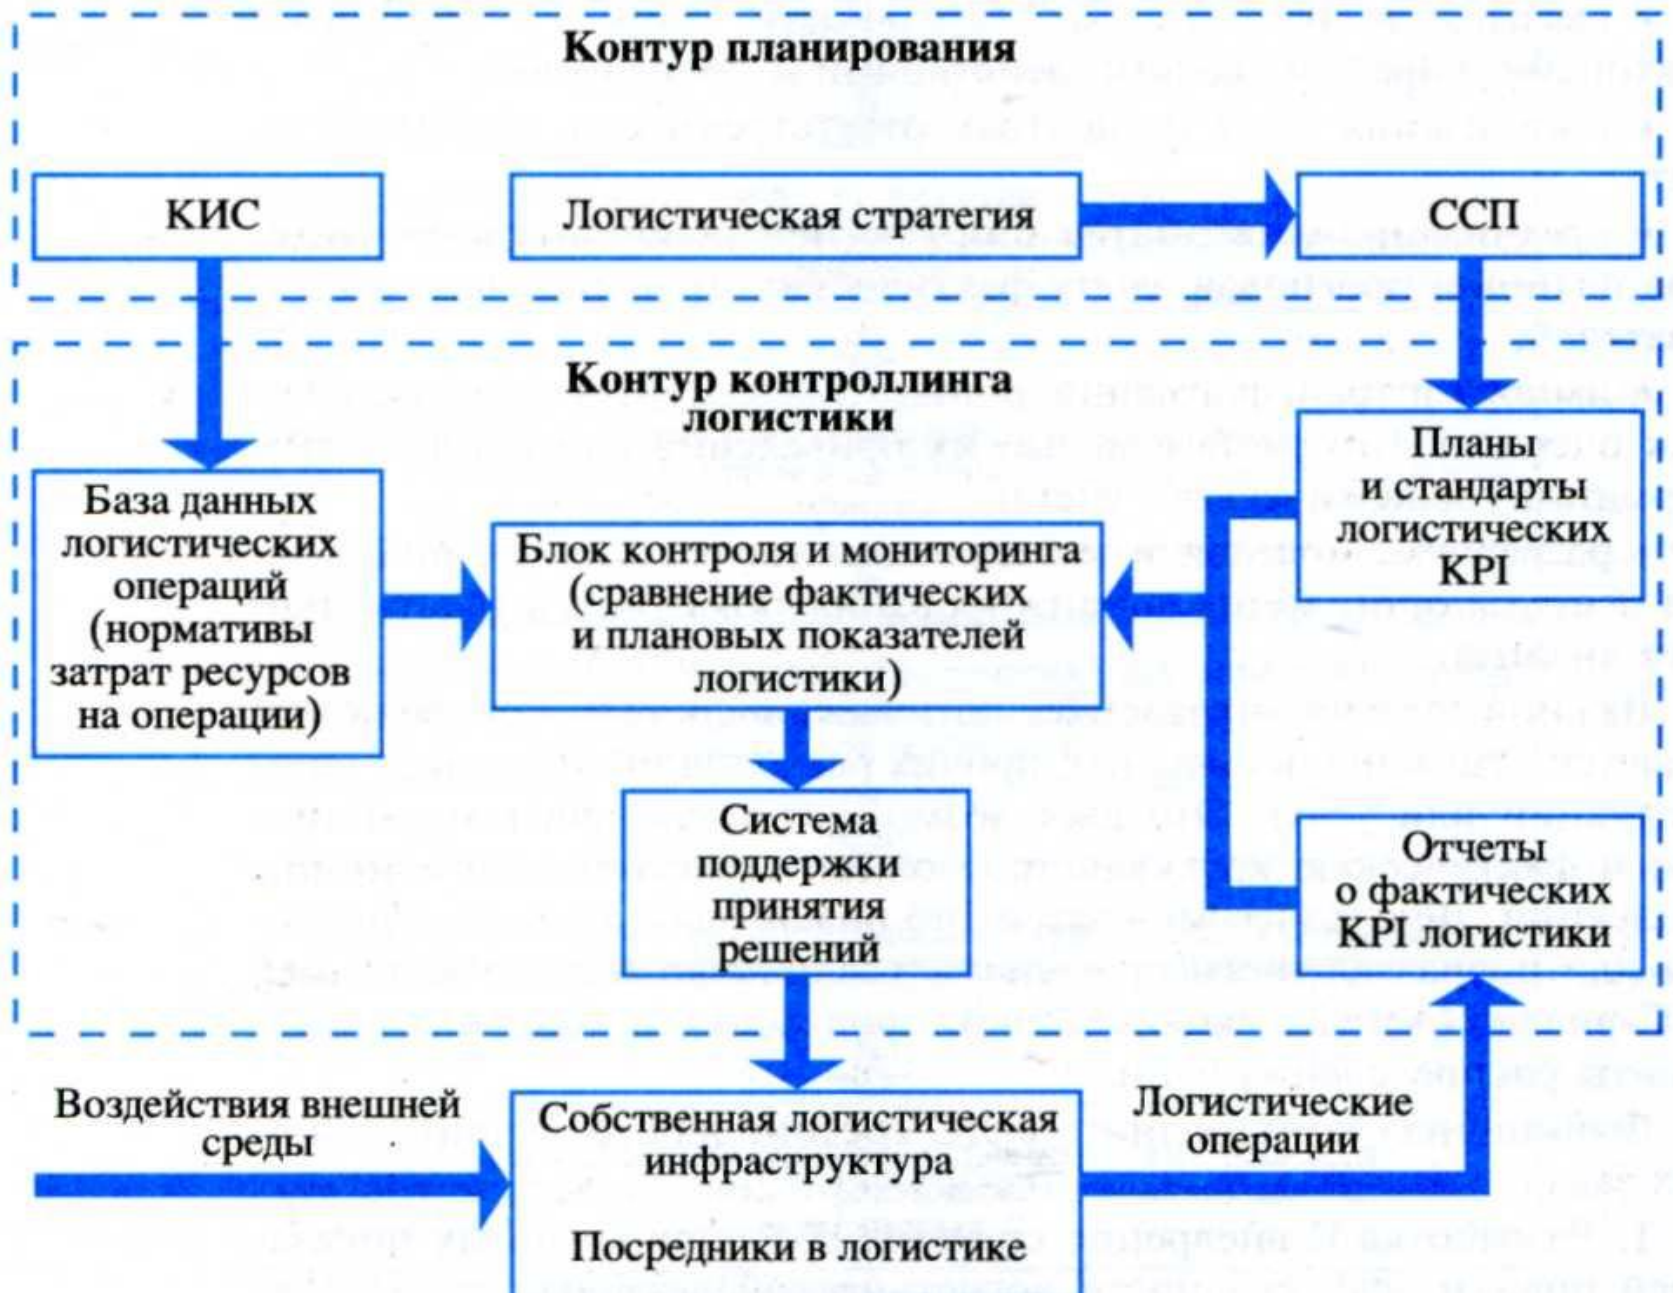 Контур планирования
КИС
Логистическая стратегия
ССП
Контур контроллинга
логистики
База данных
логистических
операций
(нормативы
затрат ресурсов
на операции)
Блок контроля и мониторинга
(сравнение фактических
и плановых показателей
логистики)
Планы
и стандарты
логистических
KPI
Система
поддержки
принятия
решений
Отчеты
о фактических
KPI логистики
Воздействия внешней
среды
Собственная логистическая
инфраструктура
Посредники в логистике
Логистические
операции